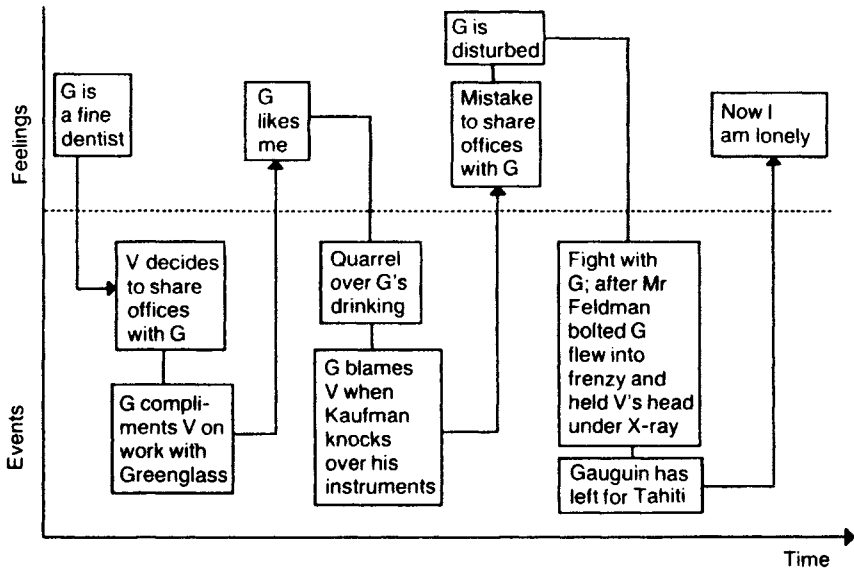 Feelings
G is
a fine
dentist
V decides
to share
offices
with G
G compli-
ments V on
work with
Greenglass
G
likes
me
Quarrel
over G's
drinking
G blames
V when
Kaufman
knocks
over his
instruments
Mistake
to share
offices
with G
G is
disturbed
Fight with
G; after Mr
Feldman
bolted G
flew into
frenzy and
held V's head
under X-ray
Gauguin has
left for Tahiti
Now I
am lonely
Events
Time